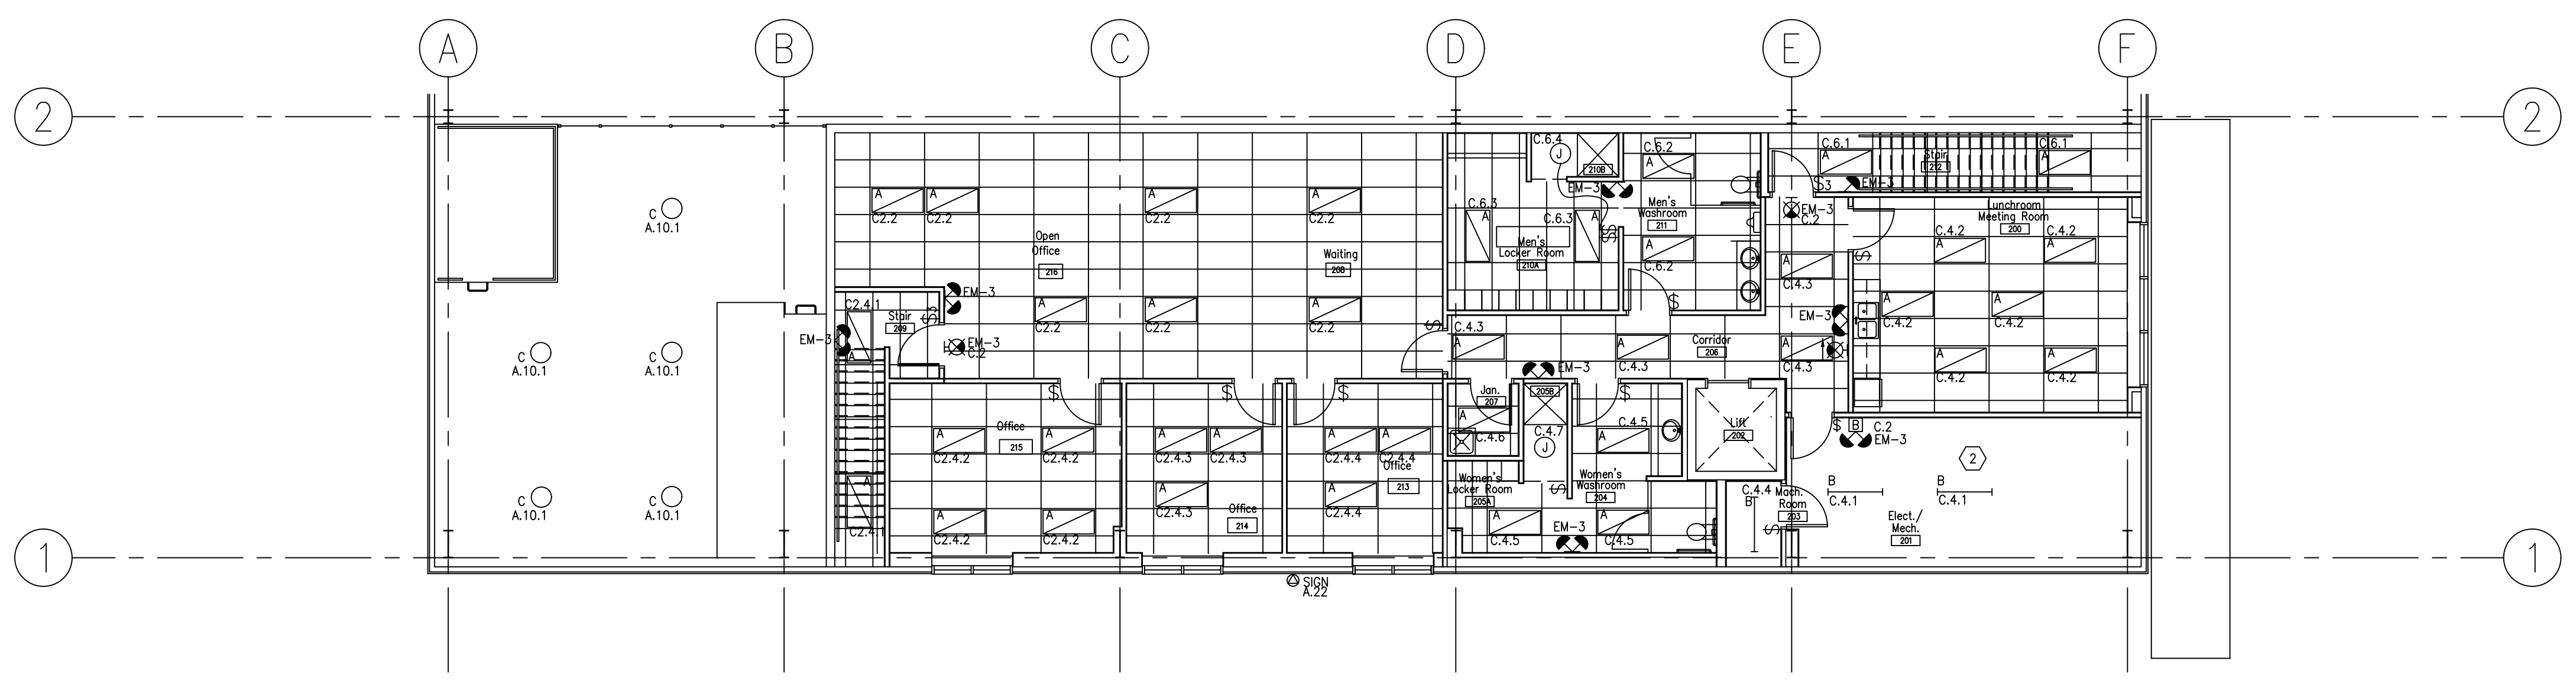 A B C D E F
2 2
C.6.4
J
210B
C.6.2
A
C.6.1
A
Stair
212
C.6.1
A
EM-3
$3
EM-3
A
C2.2
A
C2.2
A
C2.2
A
C2.2
C
A.10.1
C.6.3
A
C.6.3
A
Men's
Washroom
211
EM-3
C.2
Lunchroom
Meeting Room
200
Open
Office
216
Waiting
208
Men's
Locker Room
210A
$$
A
C.6.2
A
C.4.3
$
C.4.2
A
C.4.2
A
EM-3
C2.4.1
A
Stair
209
$3
A
C2.2
A
C2.2
A
C2.2
$
$
EM-3
A
C.4.2
A
C.4.2
EM-3
EM-3
C.2
$
C.4.3
A
A
C.4.3
Corridor
206
A
C.4.3
A
C.4.2
A
C.4.2
C
A.10.1
C
A.10.1
EM-3
$
$
$
Jan.
207
205B
$
Office
215
A
C2.4.2
A
C2.4.2
A
C2.4.3
A
C2.4.3
A
C2.4.4
A
C2.4.4
Office
213
A
C.4.6
C.4.7
J
C.4.5
A
Lift
202
$
B
C.2
EM-3
2
A
C2.4.1
A
C2.4.3
A
C2.4.4
Women's
Locker Room
205A
$
Women's
Washroom
204
C.4.4
B
Mach.
Room
203
B
C.4.1
B
C.4.1
C
A.10.1
C
A.10.1
A
C2.4.2
A
C2.4.2
Office
214
A
C.4.5
EM-3
A
C.4.5
$
Elect./
Mech.
201
1 1
SIGN
A.22